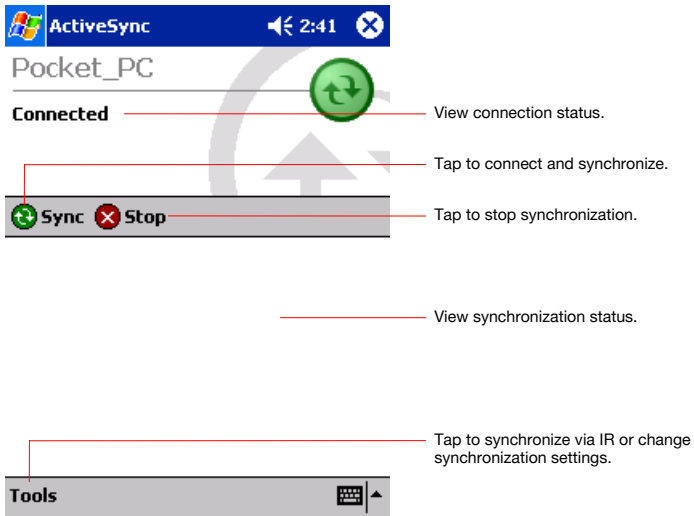 ActiveSync 2:41
Pocket_PC
Connected
View connection status.
Tap to connect and synchronize.
Sync Stop
Tap to stop synchronization.
View synchronization status.
Tap to synchronize via IR or change
synchronization settings.
Tools